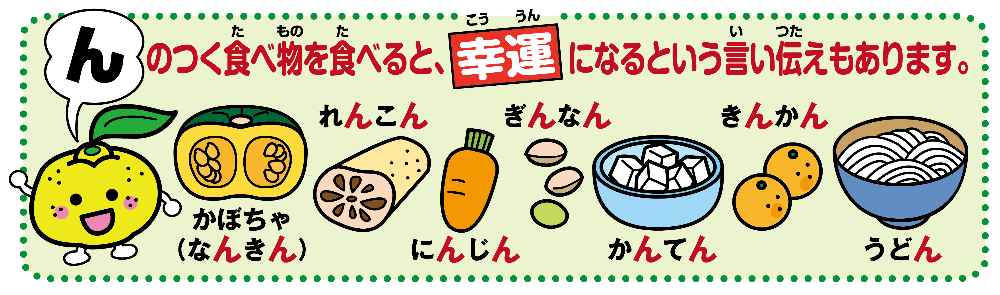 んのつく食べ物を食べると、幸運になるという言い伝えもあります。
た もの た こう うん い つた
れんこん ぎんなん きんかん
かぼちゃ
（なんきん） にんじん かんてん うどん